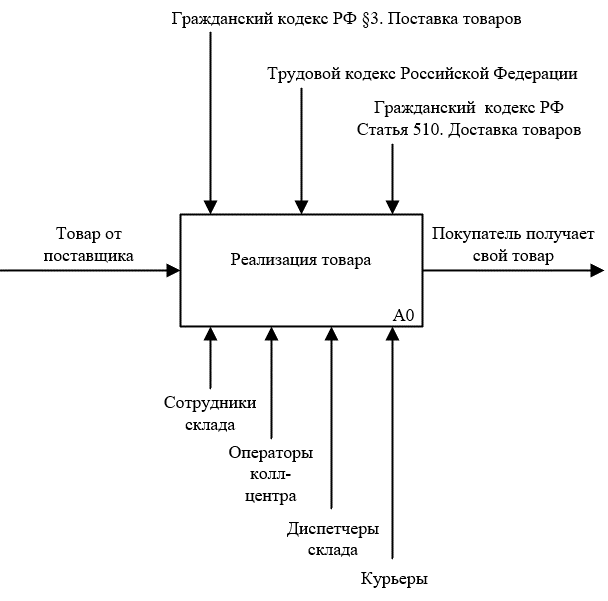 Гражданский кодекс РФ §3. Поставка товаров
Трудовой кодекс Российской Федерации
Гражданский кодекс РФ
Статья 510. Доставка товаров
Товар от
поставщика
Реализация товара
A0
Покупатель получает
свой товар
Сотрудники
склада
Операторы
колл-
центра
Диспетчеры
склада
Курьеры